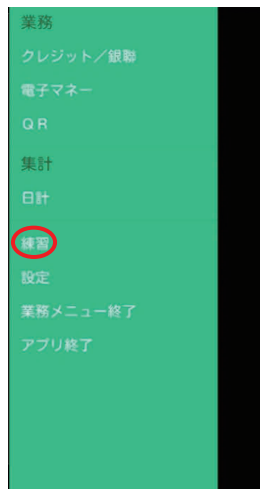 業務
クレジット／銀聯
電子マネー
ＱＲ
集計
日計
練習
設定
業務メニュー終了
アプリ終了